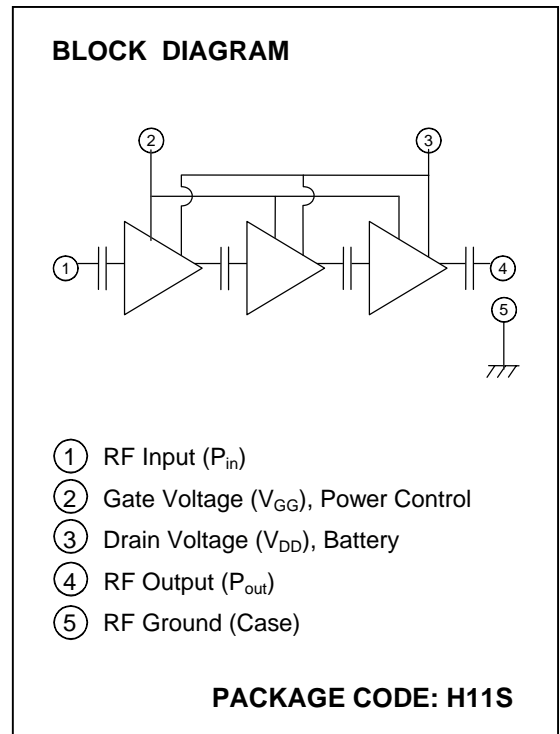 BLOCK DIAGRAM
2 3
1 4
5
1 RF Input (Pin)
2 Gate Voltage (VGG), Power Control
3 Drain Voltage (VDD), Battery
4 RF Output (Pout)
5 RF Ground (Case)
PACKAGE CODE: H11S